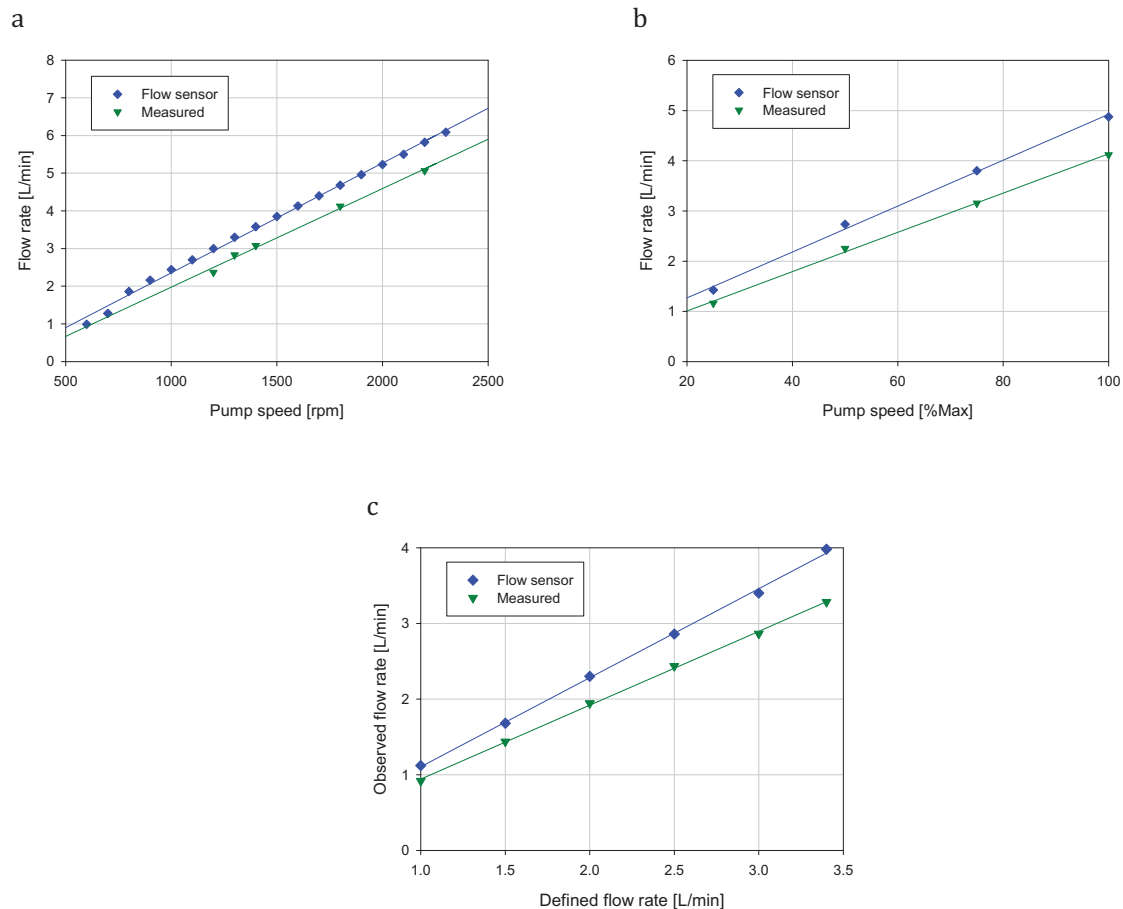 a
8
7
6
5
4
3
2
1
0
Flow rate [L/min]
Flow sensor
Measured
500 1000 1500 2000 2500
Pump speed [rpm]
b
6
5
4
3
2
1
0
Flow rate [L/min]
Flow sensor
Measured
20 40 60 80 100
Pump speed [%Max]
c
4
3
2
1
0
Observed flow rate [L/min]
Flow sensor
Measured
1.0 1.5 2.0 2.5 3.0 3.5
Defined flow rate [L/min]